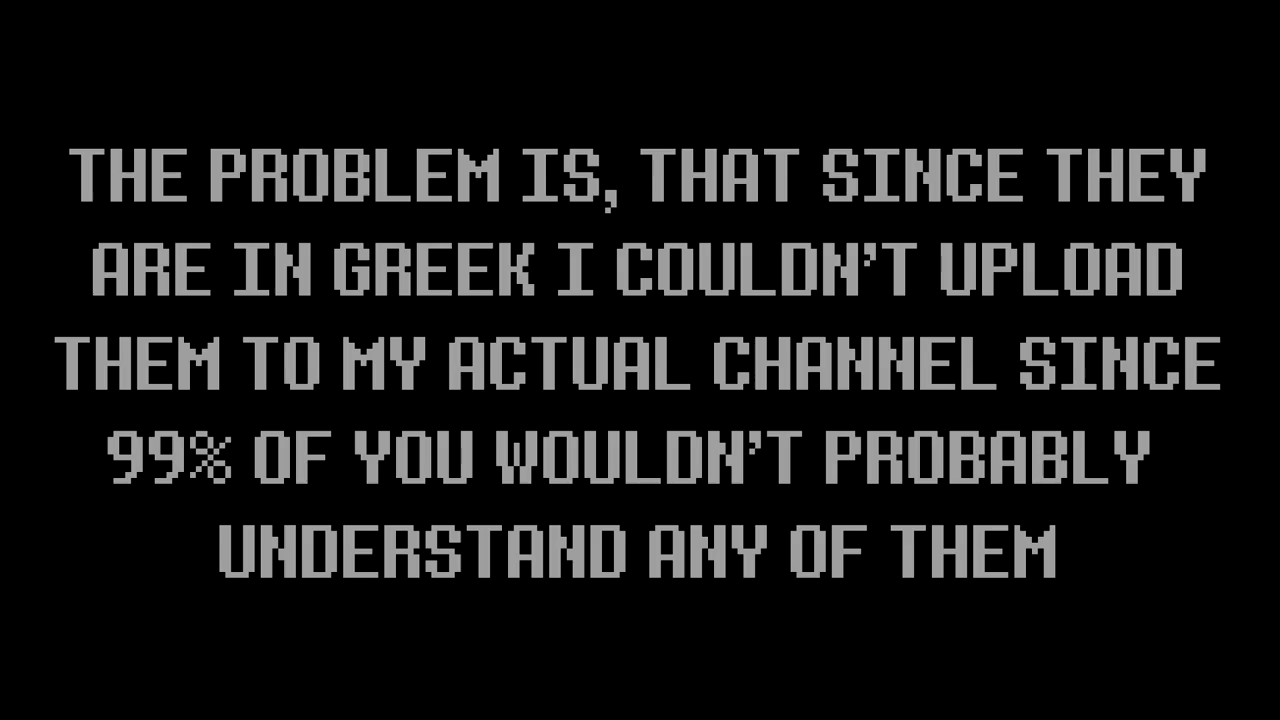 THE PROBLEM IS, THAT SINCE THEY
ARE IN GREEK I COULDN'T UPLOAD
THEM TO MY ACTUAL CHANNEL SINCE
99% OF YOU WOULDN'T PROBABLY
UNDERSTAND ANY OF THEM